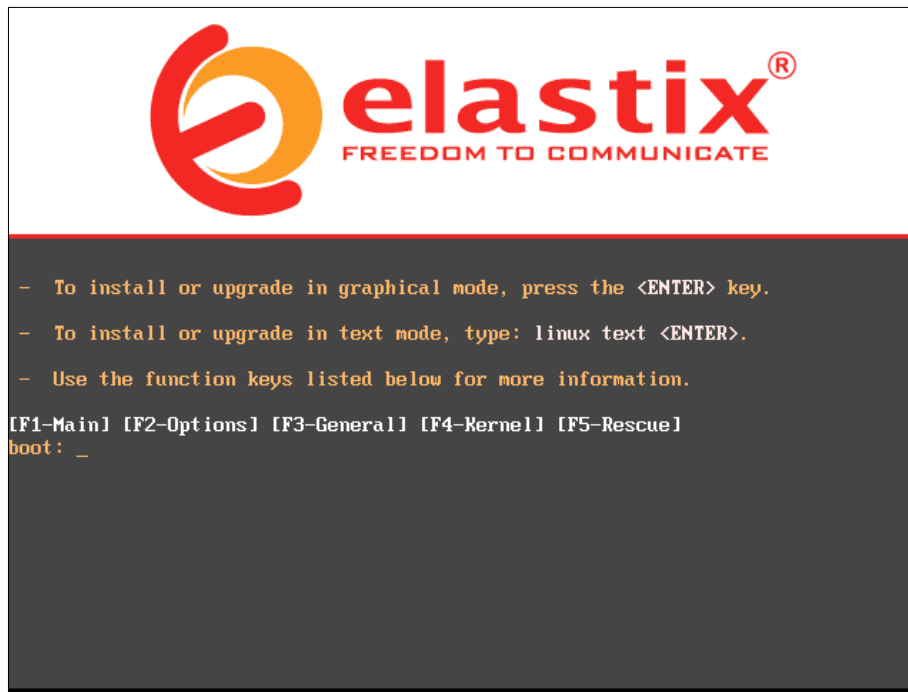 elastix®
FREEDOM TO COMMUNICATE
- To install or upgrade in graphical mode, press the <ENTER> key.
- To install or upgrade in text mode, type: linux text <ENTER>.
- Use the function keys listed below for more information.
[F1-Main] [F2-Options] [F3-General] [F4-Kernel] [F5-Rescue]
boot: _